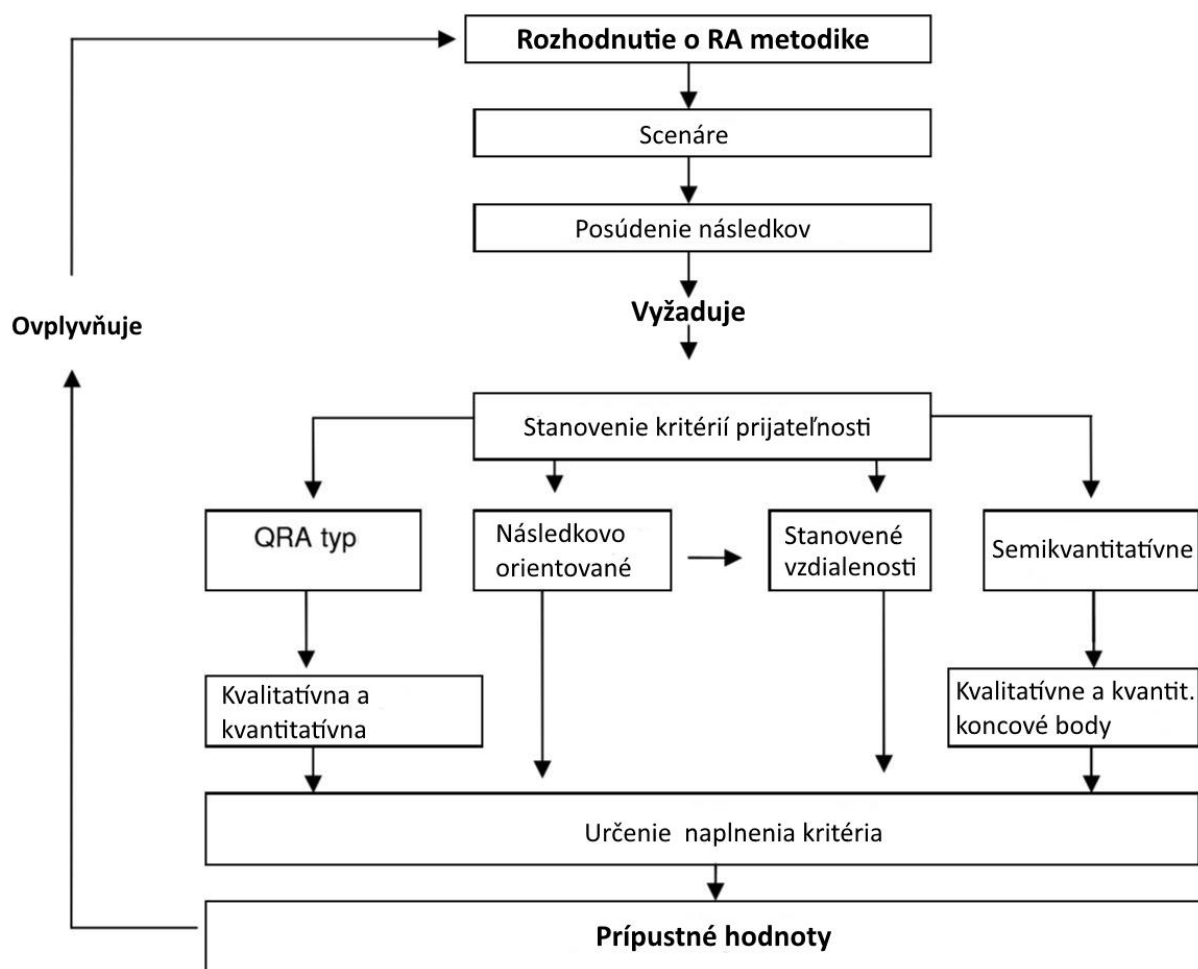 Rozhodnutie o RA metodike
Scenáre
Posúdenie následkov
Vyžaduje
Ovplyvňuje
Stanovenie kritérií prijateľnosti
QRA typ
Následkovo
orientované
Stanovené
vzdialenosti
Semikvantitatívne
Kvalitatívna a
kvantitatívna
Kvalitatívne a kvantit.
koncové body
Určenie naplnenia kritéria
Prípustné hodnoty